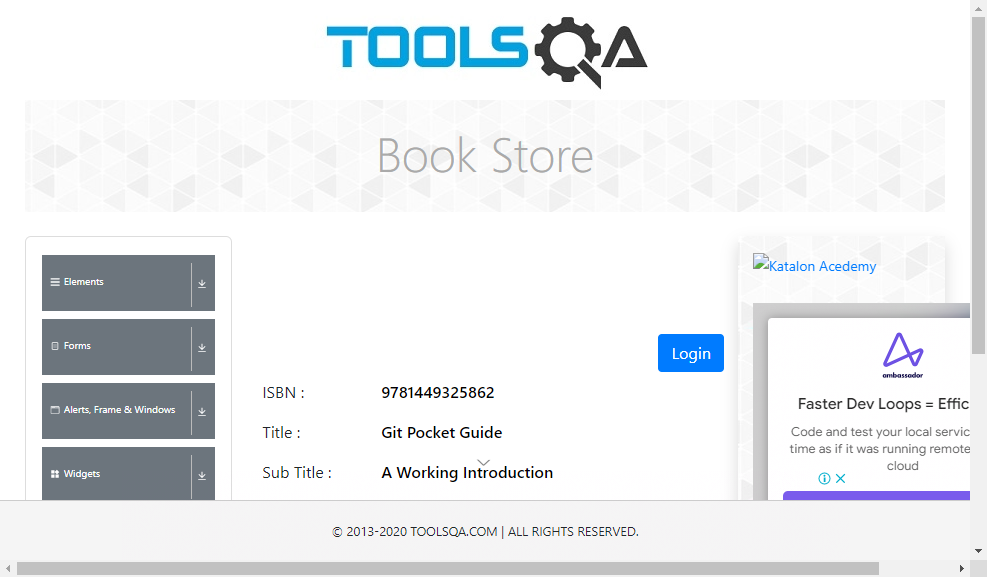 TOOLSQA
Book Store
Elements
Forms
Alerts, Frame & Windows
Widgets
Login
ISBN : 9781449325862
Title : Git Pocket Guide
Sub Title : A Working Introduction
Katalon Acedemy
ambassador
Faster Dev Loops = Effic
Code and test your local servic
time as if it was running remote
cloud
© 2013-2020 TOOLSQA.COM | ALL RIGHTS RESERVED.